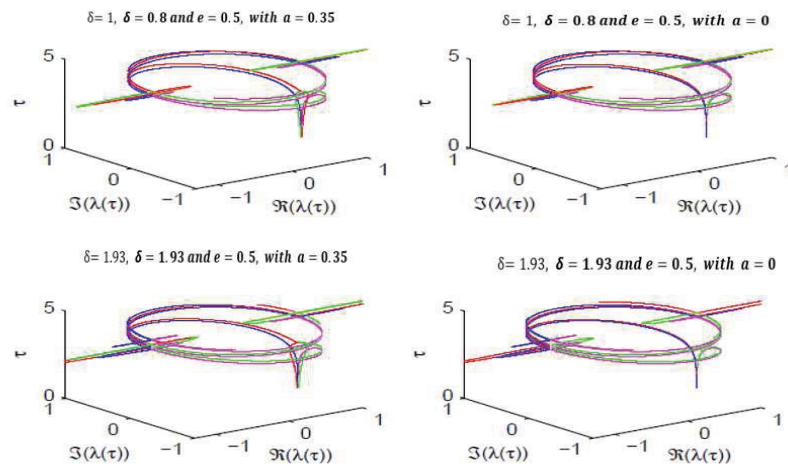 δ= 1, δ = 0.8 and e = 0.5, with a = 0.35
δ= 1, δ = 0.8 and e = 0.5, with a = 0
5
τ
0
1
0
−1
ℑ(λ(τ))
−1
0
1
ℜ(λ(τ))
5
τ
0
1
0
−1
ℑ(λ(τ))
−1
0
1
ℜ(λ(τ))
δ= 1.93, δ = 1.93 and e = 0.5, with a = 0.35
δ= 1.93, δ = 1.93 and e = 0.5, with a = 0
5
τ
0
1
0
−1
ℑ(λ(τ))
−1
0
1
ℜ(λ(τ))
5
τ
0
1
0
−1
ℑ(λ(τ))
−1
0
1
ℜ(λ(τ))